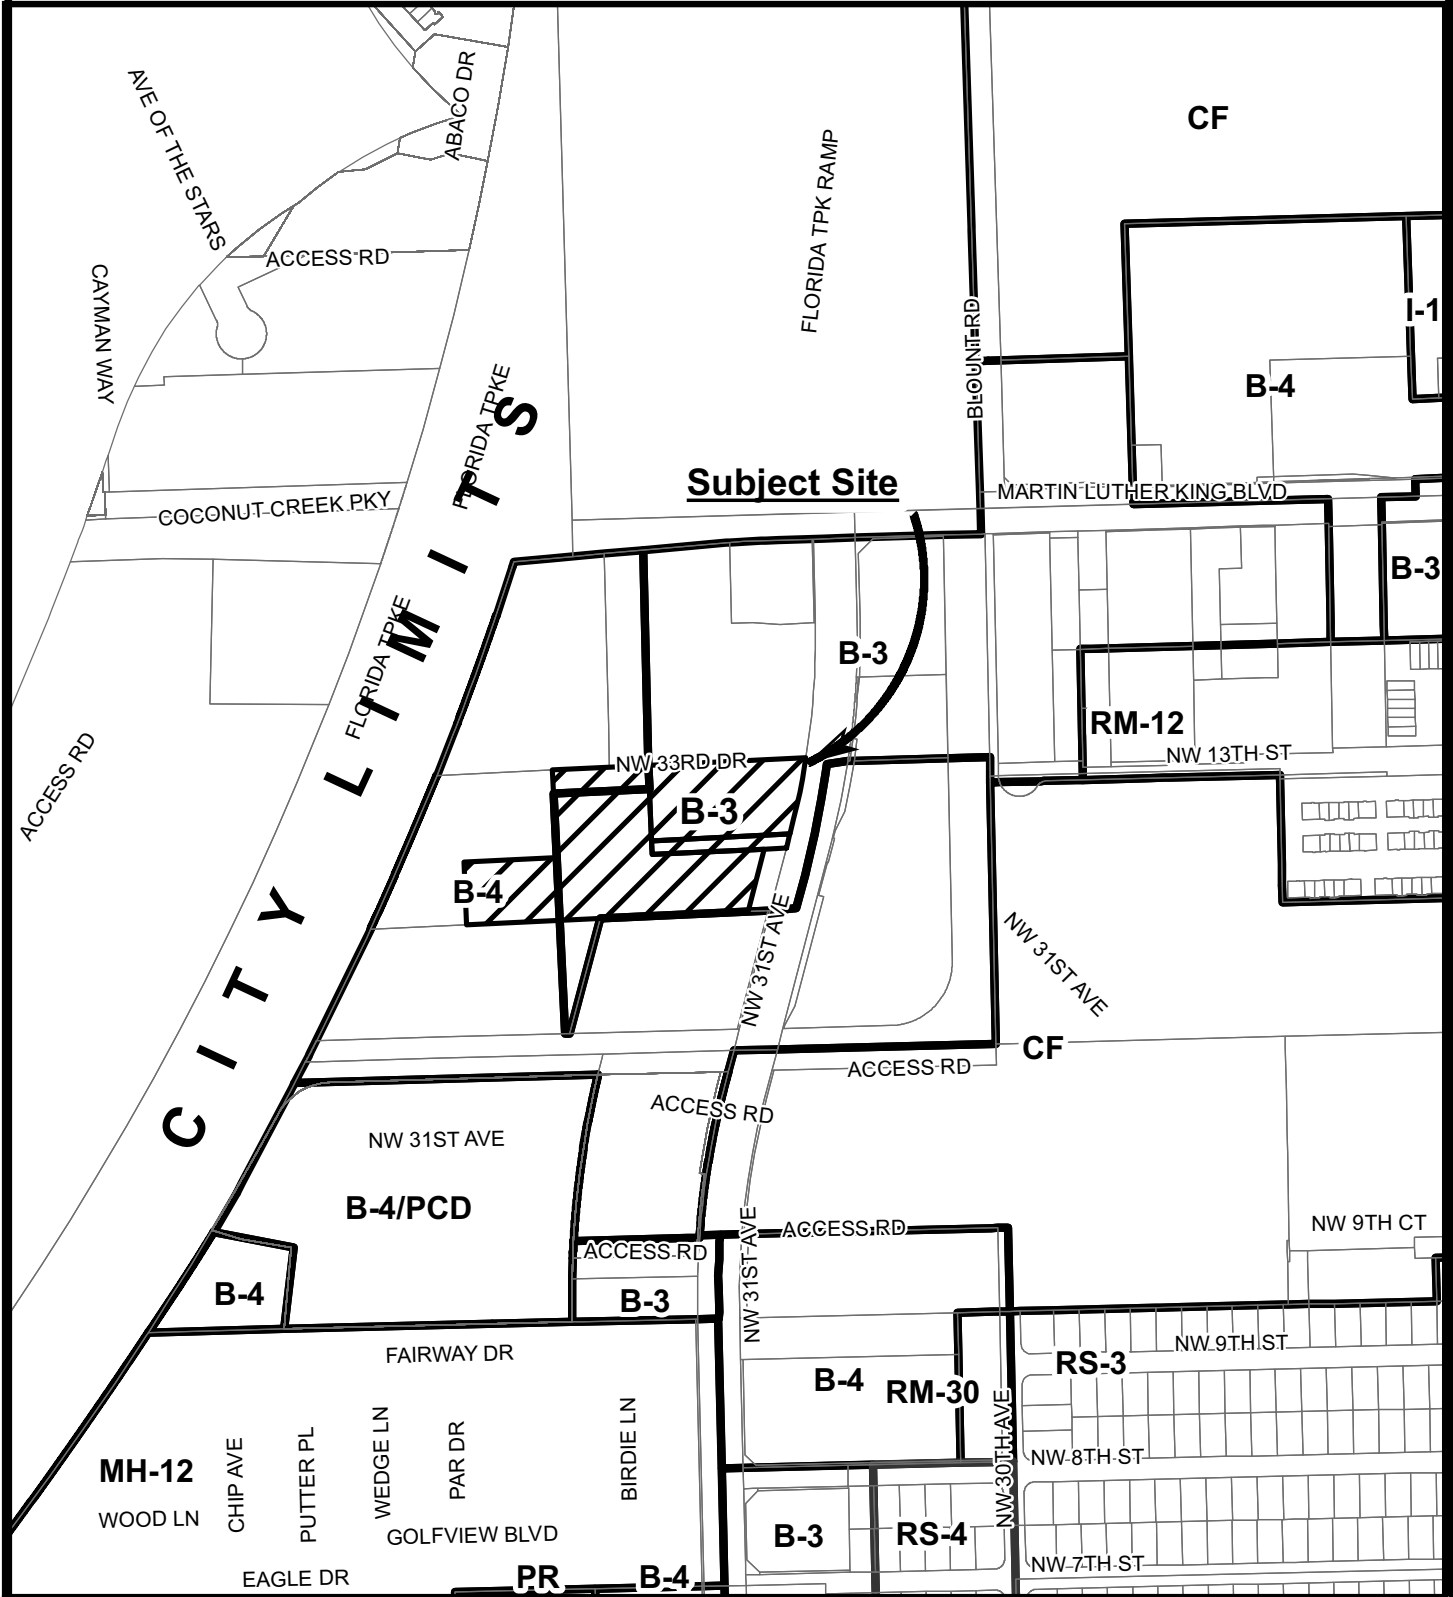 AVE OF THE STARS
ABACO DR
CF
FLORIDA TPK RAMP
ACCESS RD
CAYMAN WAY
BLOUNT RD
I-1
B-4
FLORIDA TPKE
Subject Site
MARTIN LUTHER KING BLVD
COCONUT CREEK PKY
B-3
FLORIDA TPKE
B-3
RM-12
NW 13TH ST
NW 33RD DR
ACCESS RD
B-3
B-4
CITY LIMITS
NW 31ST AVE
NW 31ST AVE
CF
ACCESS RD
ACCESS RD
NW 31ST AVE
B-4/PCD
NW 9TH CT
ACCESS RD
ACCESS RD
NW 31ST AVE
B-4
B-3
FAIRWAY DR
NW 9TH ST
RS-3
B-4
RM-30
NW 30TH AVE
MH-12
CHIP AVE
PUTTER PL
WEDGE LN
PAR DR
BIRDIE LN
NW 8TH ST
WOOD LN
GOLFVIEW BLVD
B-3
RS-4
NW 7TH ST
EAGLE DR
PR
B-4